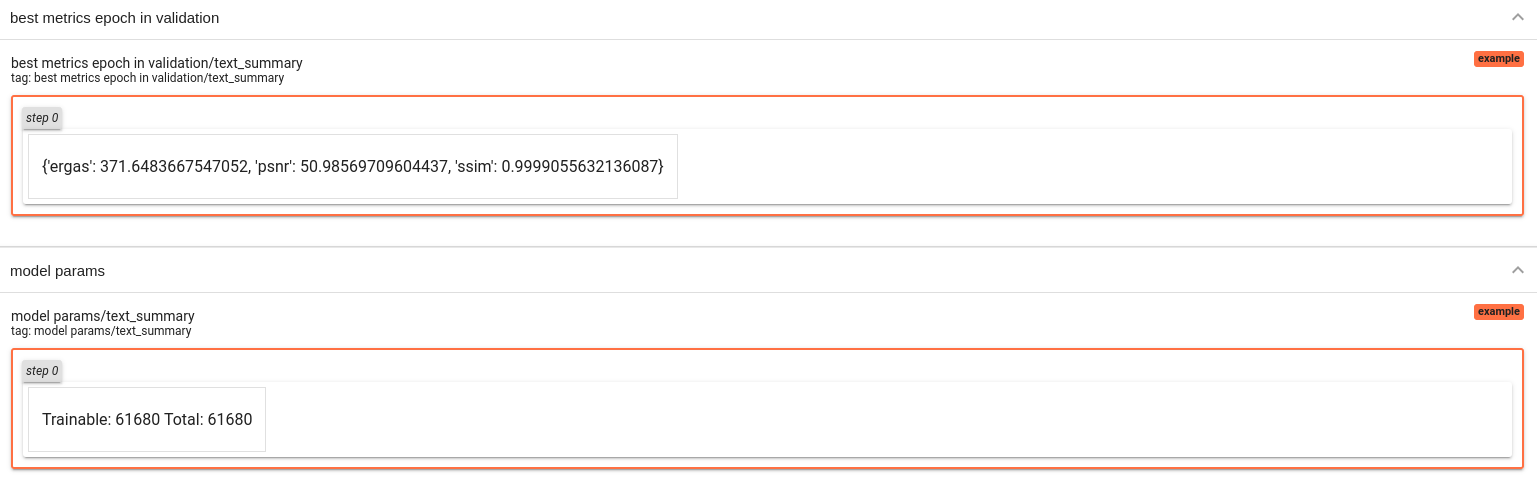 best metrics epoch in validation
best metrics epoch in validation/text_summary
example
tag: best metrics epoch in validation/text_summary
step 0
{'ergas': 371.6483667547052, 'psnr': 50.98569709604437, 'ssim': 0.9999055632136087}
model params
model params/text_summary
example
tag: model params/text_summary
step 0
Trainable: 61680 Total: 61680